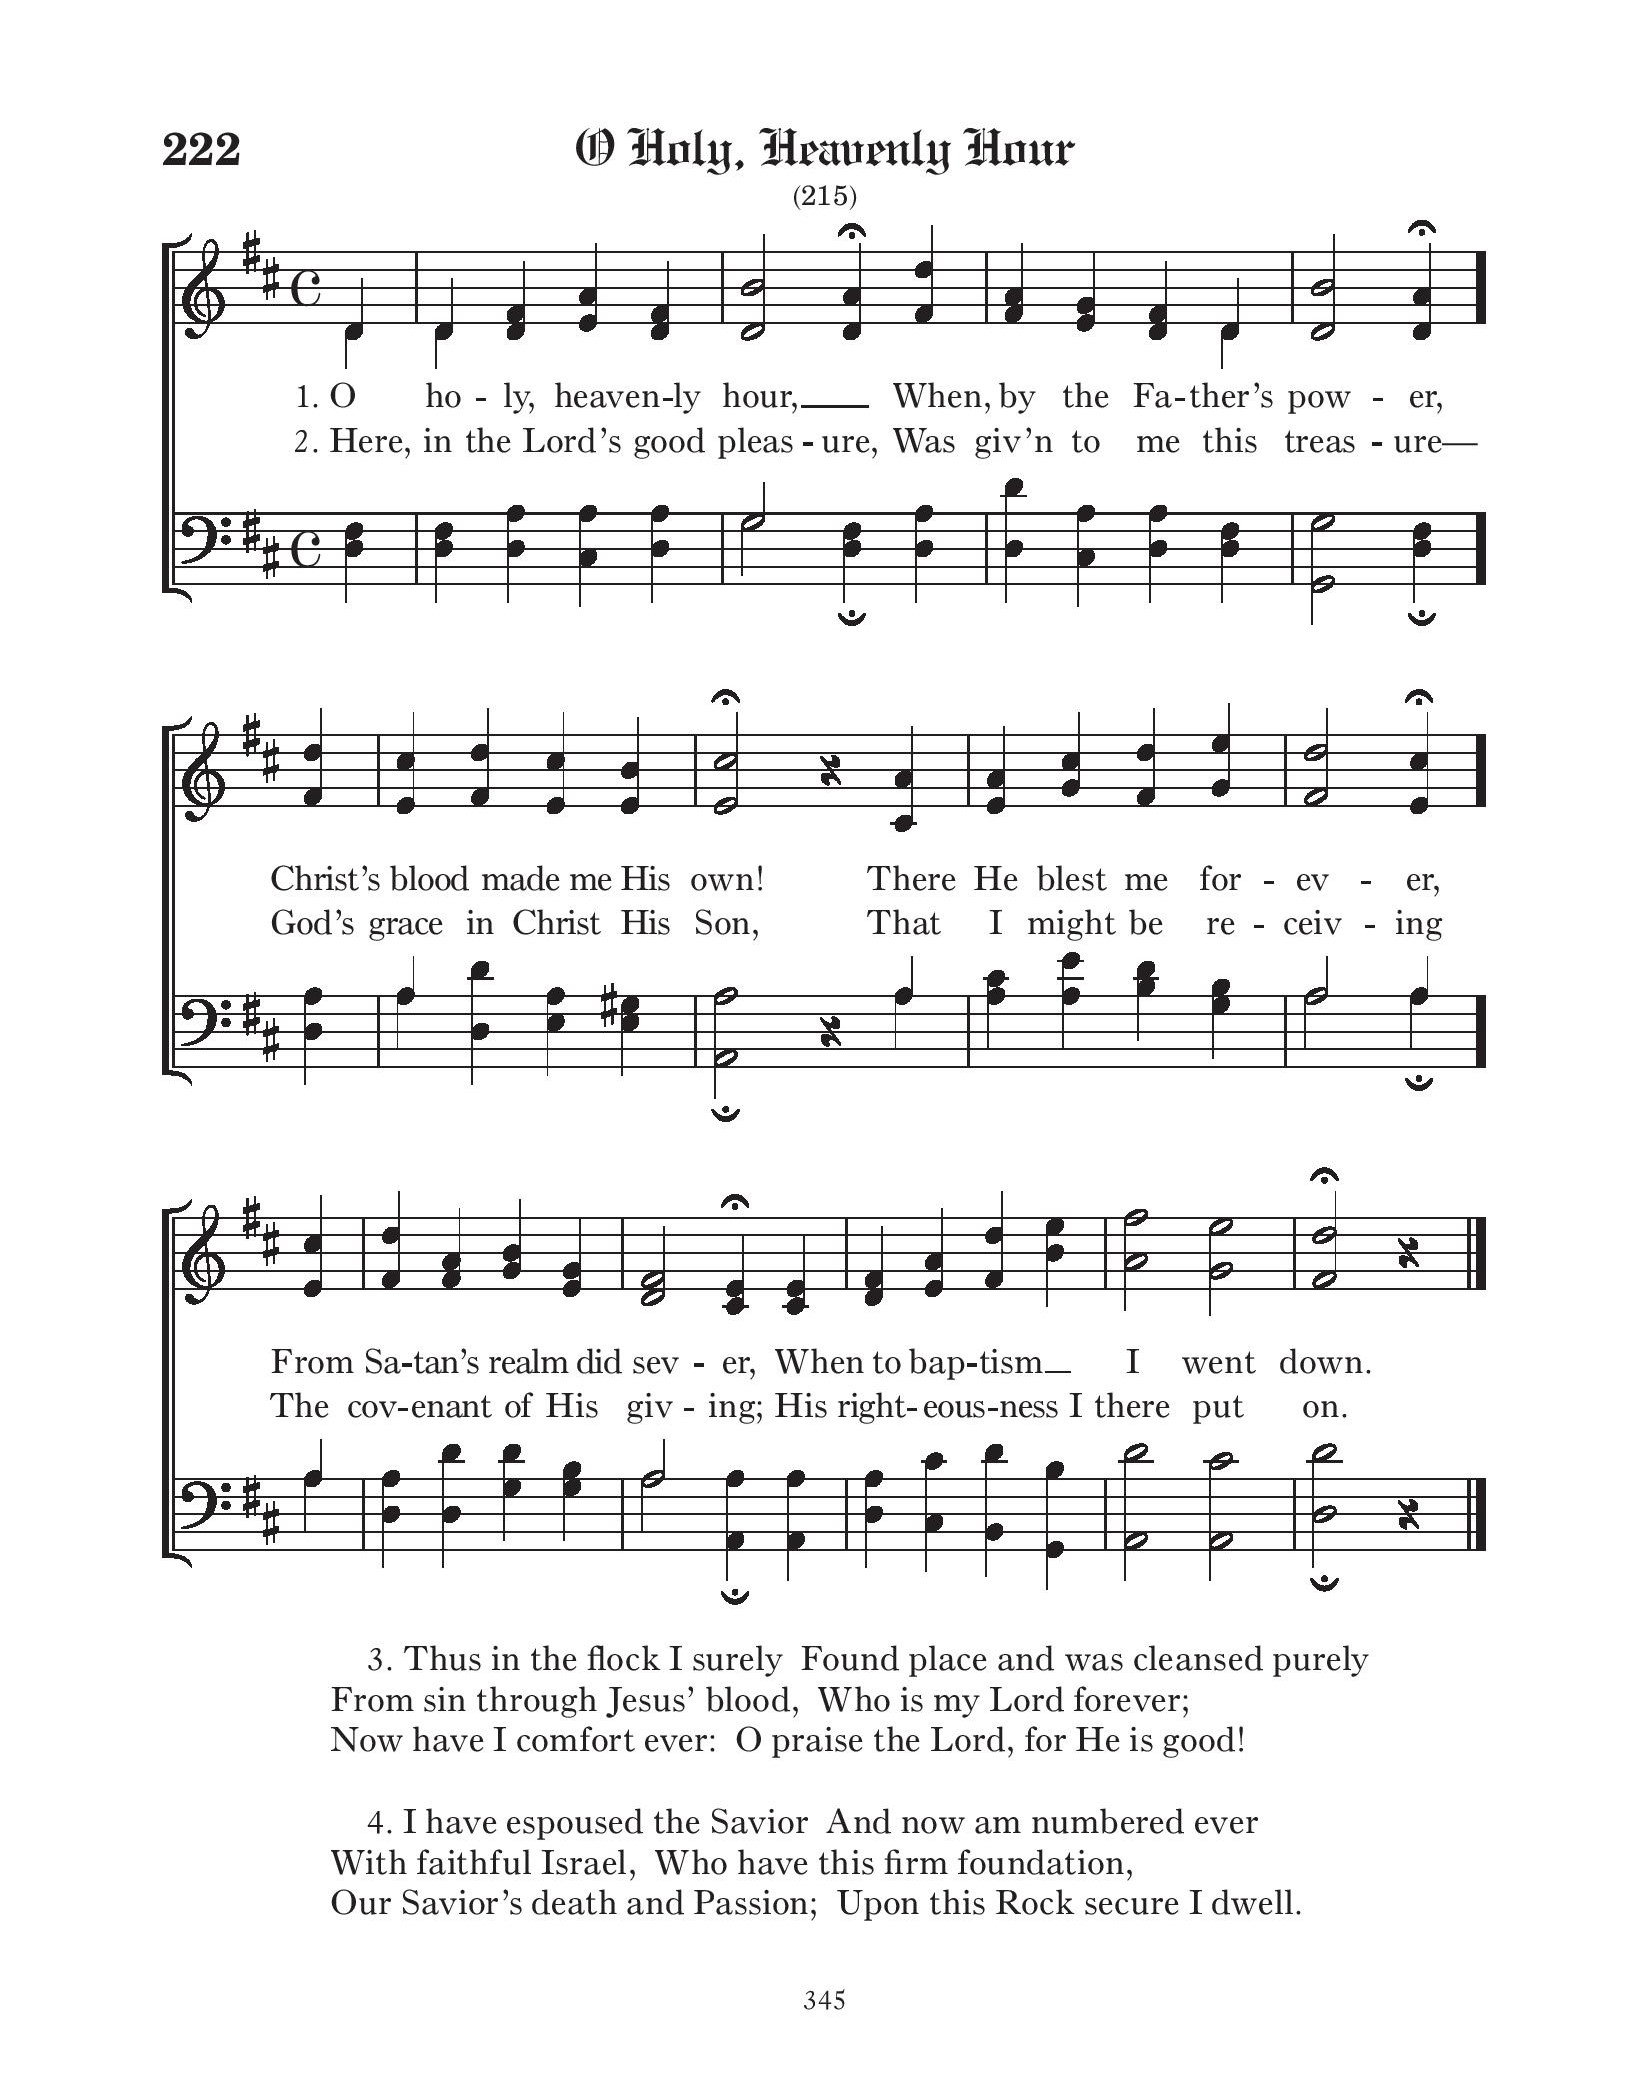 222
O Holy, Heavenly Hour
(215)
1. O ho - ly, heaven-ly hour,___ When, by the Fa-ther’s pow - er,
2. Here, in the Lord’s good pleas - ure, Was giv’n to me this treas - ure—
Christ’s blood made me His own! There He blest me for - ev - er,
God’s grace in Christ His Son, That I might be re - ceiv - ing
From Sa-tan’s realm did sev - er, When to bap-tism_ I went down.
The cov-enant of His giv - ing; His right-eous-ness I there put on.
3. Thus in the flock I surely Found place and was cleansed purely
From sin through Jesus’ blood, Who is my Lord forever;
Now have I comfort ever: O praise the Lord, for He is good!
4. I have espoused the Savior And now am numbered ever
With faithful Israel, Who have this firm foundation,
Our Savior’s death and Passion; Upon this Rock secure I dwell.
345